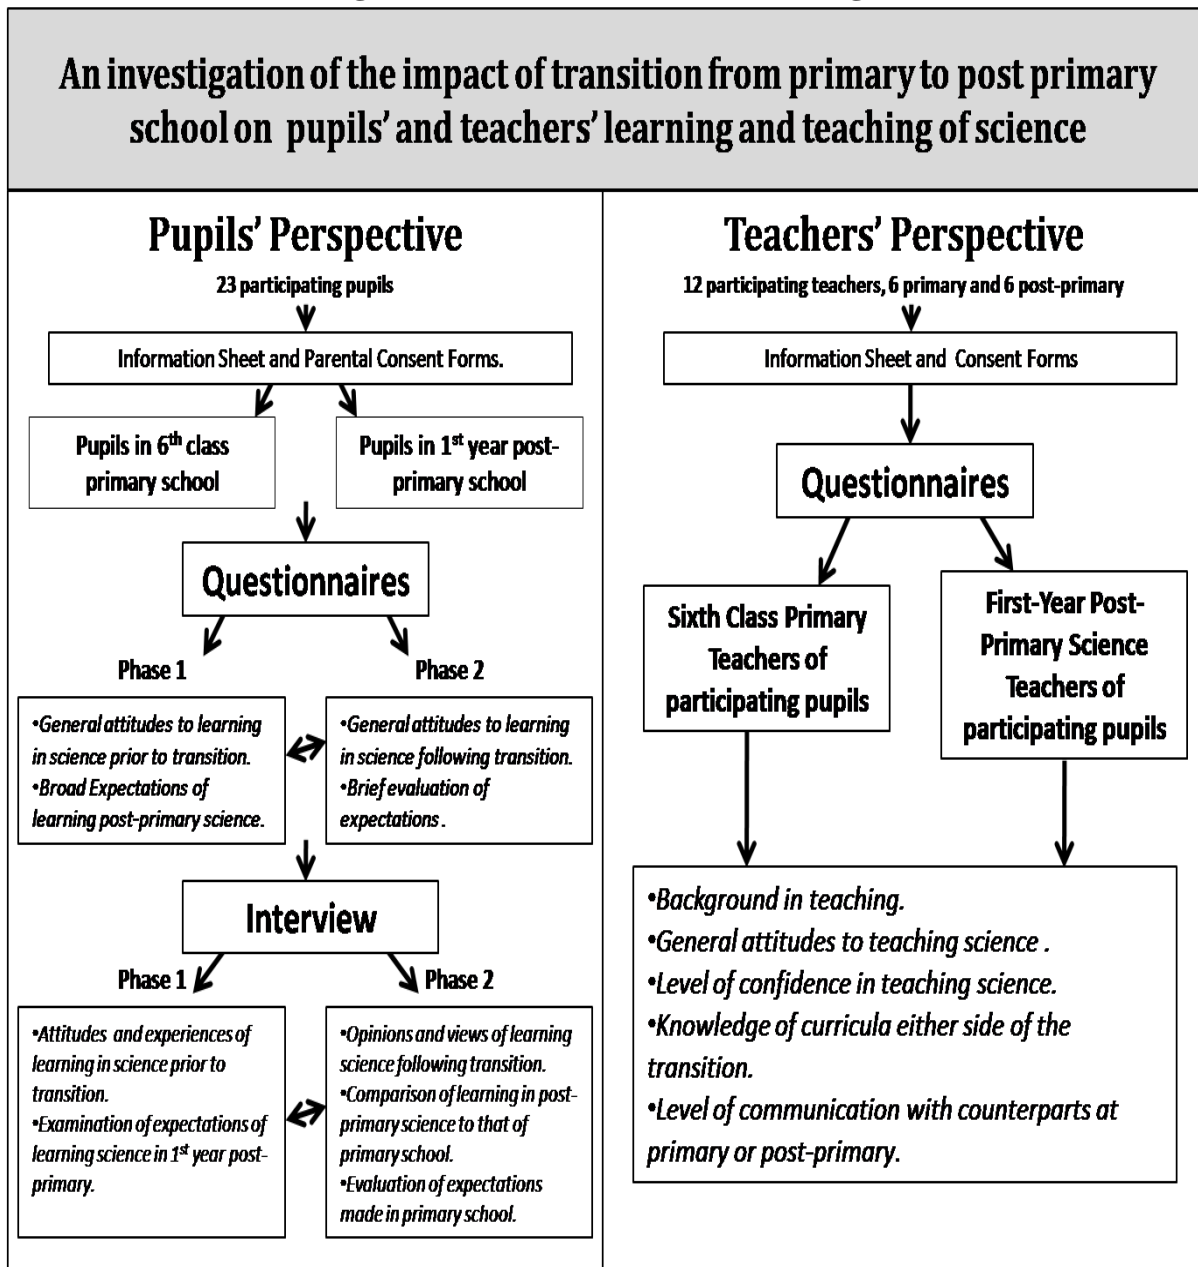 An investigation of the impact of transition from primary to post primary
school on pupils' and teachers' learning and teaching of science
Pupils' Perspective
23 participating pupils
Information Sheet and Parental Consent Forms.
Pupils in 6th class
primary school
Pupils in 1st year post-
primary school
Questionnaires
Phase 1
Phase 2
•General attitudes to learning
in science prior to transition.
•Broad Expectations of
learning post-primary science.
•General attitudes to learning
in science following transition.
•Brief evaluation of
expectations .
Interview
Phase 1
Phase 2
•Attitudes and experiences of
learning in science prior to
transition.
•Examination of expectations of
learning science in 1st year post-
primary.
•Opinions and views of learning
science following transition.
•Comparison of learning in post-
primary science to that of
primary school.
•Evaluation of expectations
made in primary school.
Teachers' Perspective
12 participating teachers, 6 primary and 6 post-primary
Information Sheet and Consent Forms
Questionnaires
Sixth Class Primary
Teachers of
participating pupils
First-Year Post-
Primary Science
Teachers of
participating pupils
•Background in teaching.
•General attitudes to teaching science .
•Level of confidence in teaching science.
•Knowledge of curricula either side of the
transition.
•Level of communication with counterparts at
primary or post-primary.